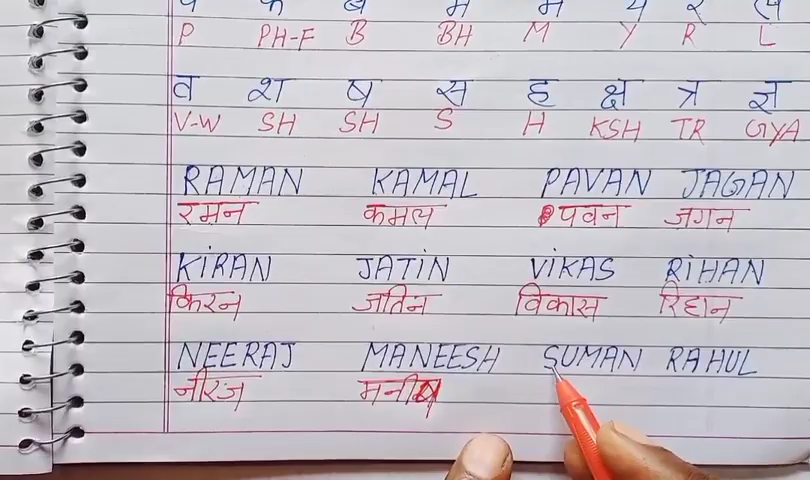 प फ ब भ म य र ल
P PH-F B BH M Y R L
व श ष स ह क्ष त्र ज्ञ
V-W SH SH S H KSH TR GYA
RAMAN KAMAL PAVAN JAGAN
रमन कमल पवन जगन
KiRAN JATiN ViKAS RiHAN
किरन जतिन विकास रिहान
NEERAJ MANEESH SUMAN RAHUL
नीरज मनीष